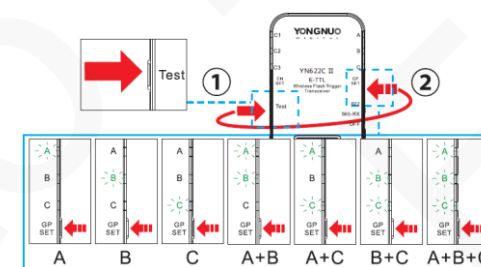 Test
1
2
YONGNUO
DIGITAL
C1
C2
C3
CH
SET
Test
YN622C II
E-TTL
Wireless Flash Trigger
Transceiver
A
B
C
GP
SET
A
B
C
GP
SET
A
A
B
C
GP
SET
B
A
B
C
GP
SET
C
A
B
C
GP
SET
A+B
A
B
C
GP
SET
A+C
A
B
C
GP
SET
B+C
A
B
C
GP
SET
A+B+C